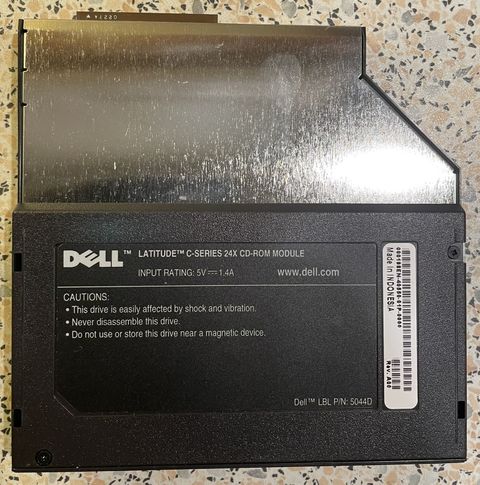 DELL™
LATITUDE™ C-SERIES 24X CD-ROM MODULE
INPUT RATING: 5V ⎓ 1.4A
www.dell.com
CAUTIONS:
• This drive is easily affected by shock and vibration.
• Never disassemble this drive.
• Do not use or store this drive near a magnetic device.
Dell™ LBL P/N: 5044D
Made in INDONESIA
Rev. A00